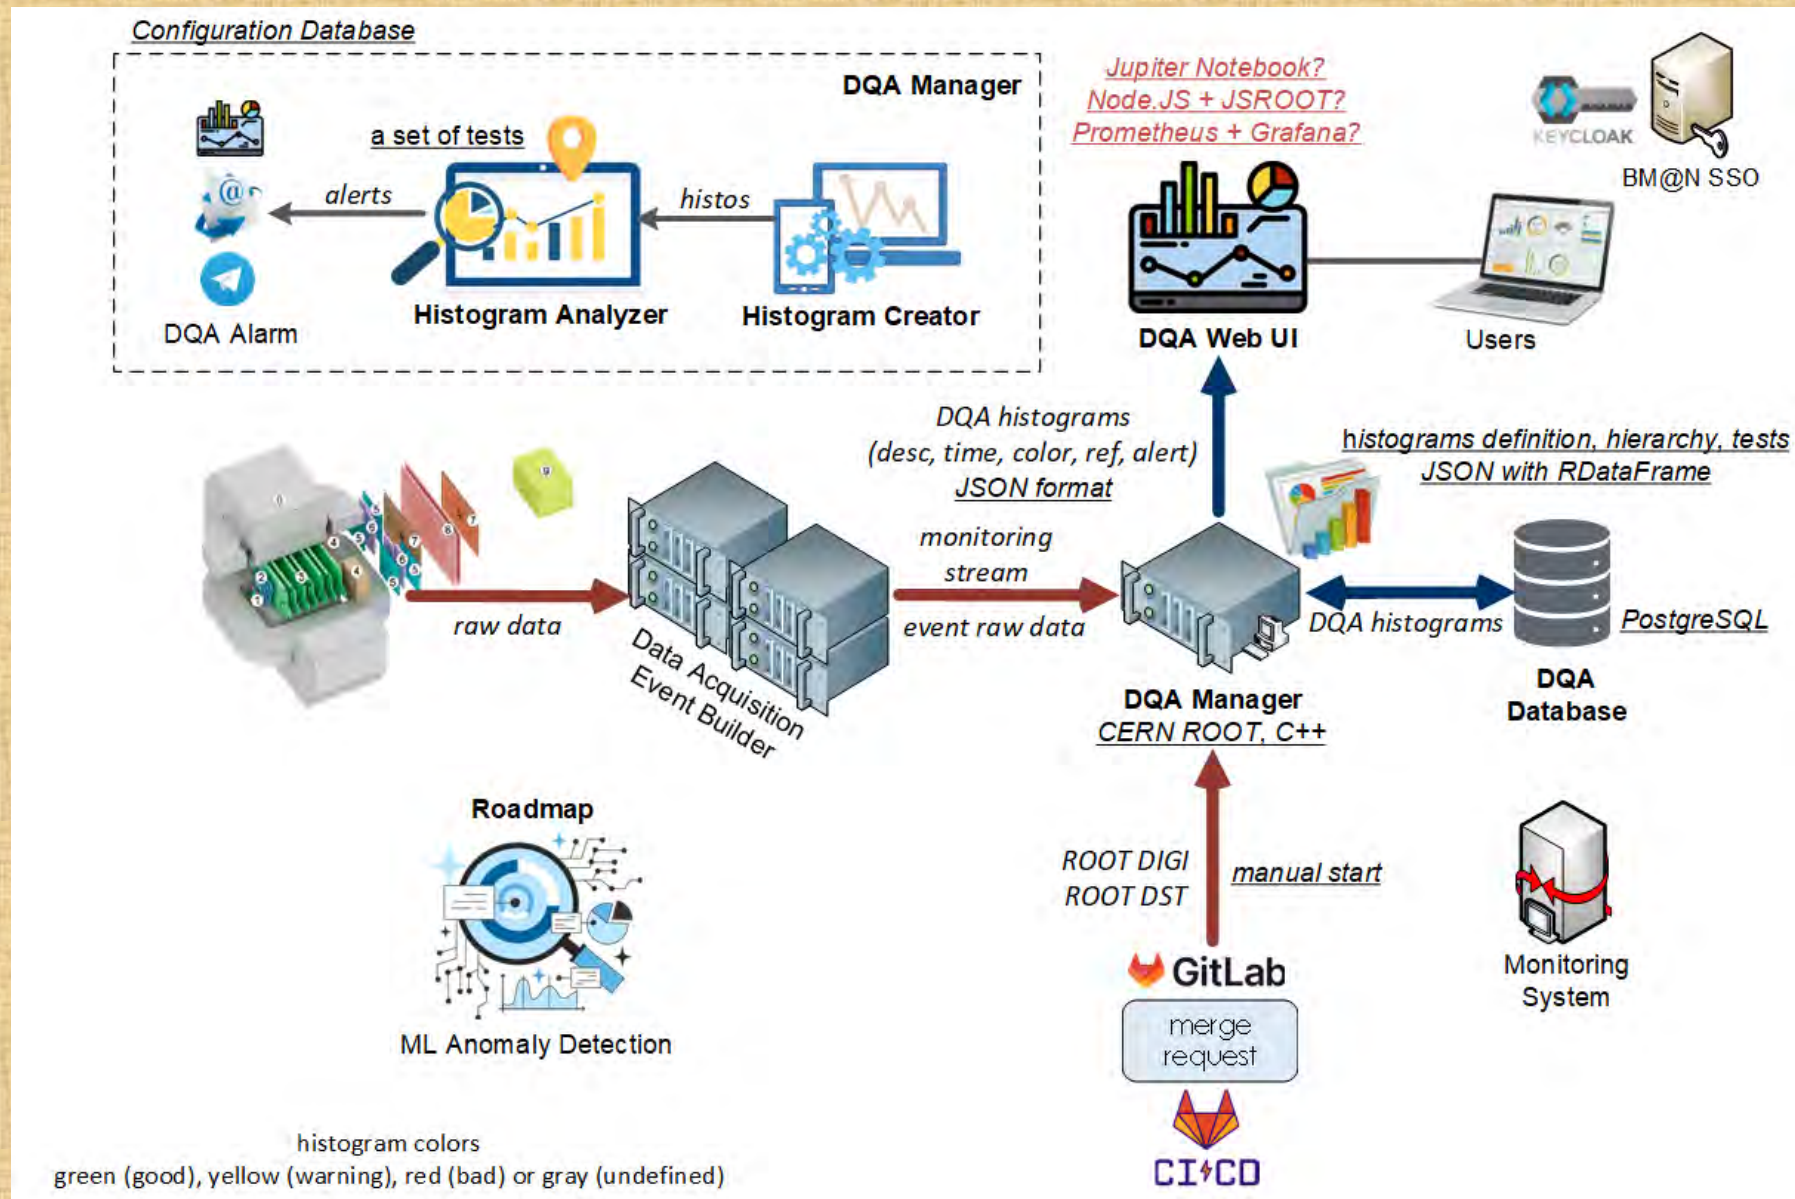 Configuration Database
DQA Manager
a set of tests
alerts
histos
DQA Alarm
Histogram Analyzer
Histogram Creator
Jupiter Notebook?
Node.JS + JSROOT?
Prometheus + Grafana?
KEYCLOAK
BM@N SSO
DQA Web UI
Users
DQA histograms
(desc, time, color, ref, alert)
JSON format
histograms definition, hierarchy, tests
JSON with RDataFrame
raw data
Data Acquisition
Event Builder
monitoring
stream
event raw data
DQA Manager
CERN ROOT, C++
DQA histograms
PostgreSQL
DQA
Database
Roadmap
ML Anomaly Detection
ROOT DIGI
ROOT DST
manual start
GitLab
merge
request
CI CD
Monitoring
System
histogram colors
green (good), yellow (warning), red (bad) or gray (undefined)